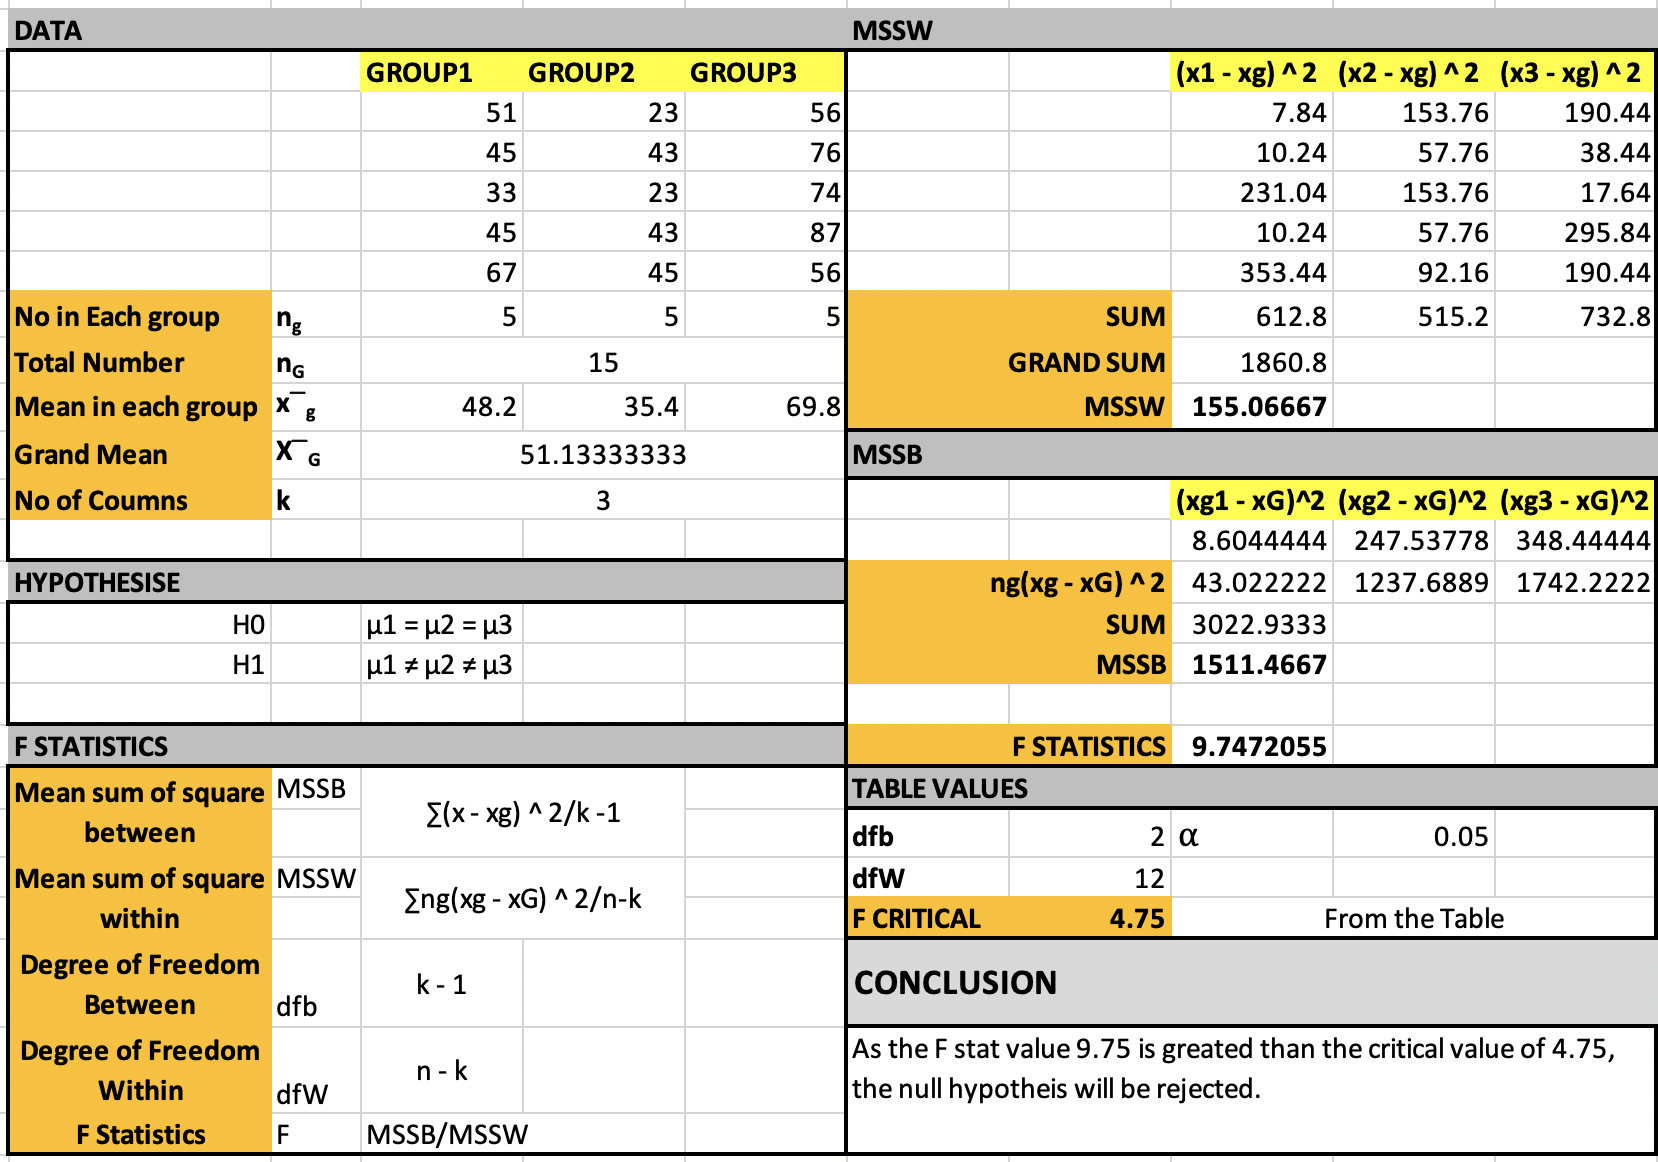 DATA
GROUP1 GROUP2 GROUP3
51 23 56
45 43 76
33 23 74
45 43 87
67 45 56
No in Each group ng 5 5 5
Total Number nG 15
Mean in each group x¯g 48.2 35.4 69.8
Grand Mean X¯G 51.13333333
No of Coumns k 3
HYPOTHESISE
H0 μ1 = μ2 = μ3
H1 μ1 ≠ μ2 ≠ μ3
F STATISTICS
Mean sum of square between MSSB ∑(x - xg) ^ 2/k -1
Mean sum of square within MSSW ∑ng(xg - xG) ^ 2/n-k
Degree of Freedom Between dfb k - 1
Degree of Freedom Within dfW n - k
F Statistics F MSSB/MSSW
MSSW
(x1 - xg) ^ 2 (x2 - xg) ^ 2 (x3 - xg) ^ 2
7.84 153.76 190.44
10.24 57.76 38.44
231.04 153.76 17.64
10.24 57.76 295.84
353.44 92.16 190.44
SUM 612.8 515.2 732.8
GRAND SUM 1860.8
MSSW 155.06667
MSSB
(xg1 - xG)^2 (xg2 - xG)^2 (xg3 - xG)^2
8.6044444 247.53778 348.44444
ng(xg - xG) ^ 2 43.022222 1237.6889 1742.2222
SUM 3022.9333
MSSB 1511.4667
F STATISTICS 9.7472055
TABLE VALUES
dfb 2 α 0.05
dfW 12
F CRITICAL 4.75 From the Table
CONCLUSION
As the F stat value 9.75 is greated than the critical value of 4.75,
the null hypotheis will be rejected.